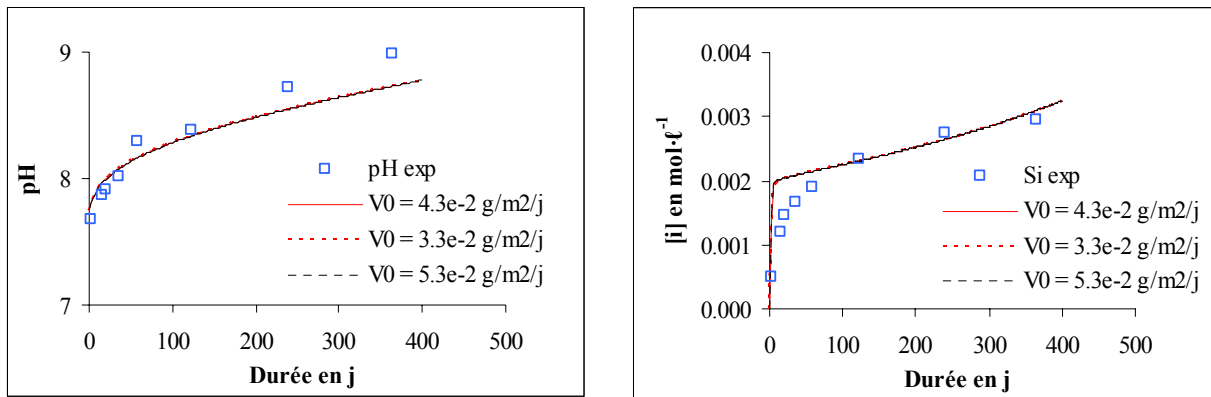 9
8
7
pH
0
100
200
300
400
500
Durée en j
pH exp
V0 = 4.3e-2 g/m2/j
V0 = 3.3e-2 g/m2/j
V0 = 5.3e-2 g/m2/j
0.004
0.003
0.002
0.001
0.000
[i] en mol·ℓ⁻¹
0
100
200
300
400
500
Durée en j
Si exp
V0 = 4.3e-2 g/m2/j
V0 = 3.3e-2 g/m2/j
V0 = 5.3e-2 g/m2/j